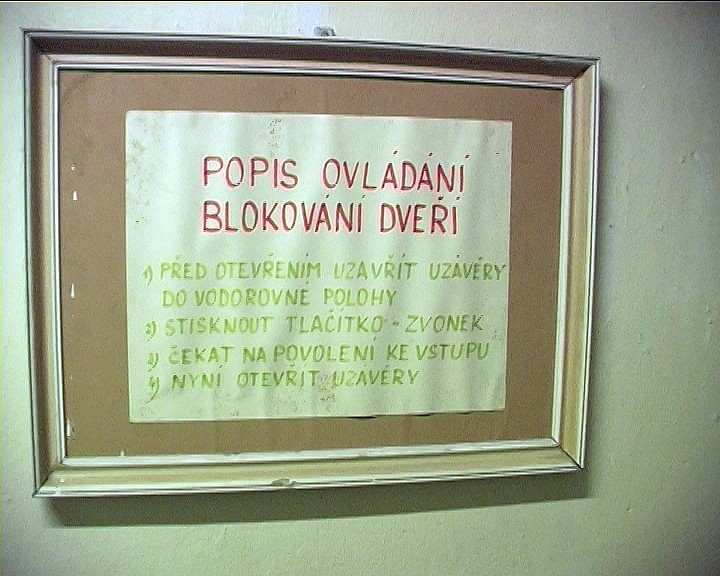 POPIS OVLÁDÁNÍ
BLOKOVÁNÍ DVEŘÍ
1) PŘED OTEVŘENÍM UZAVŘÍT UZÁVĚRY
DO VODOROVNÉ POLOHY
2) STISKNOUT TLAČÍTKO - ZVONEK
3) ČEKAT NA POVOLENÍ KE VSTUPU
4) NYNÍ OTEVŘÍT UZÁVĚRY